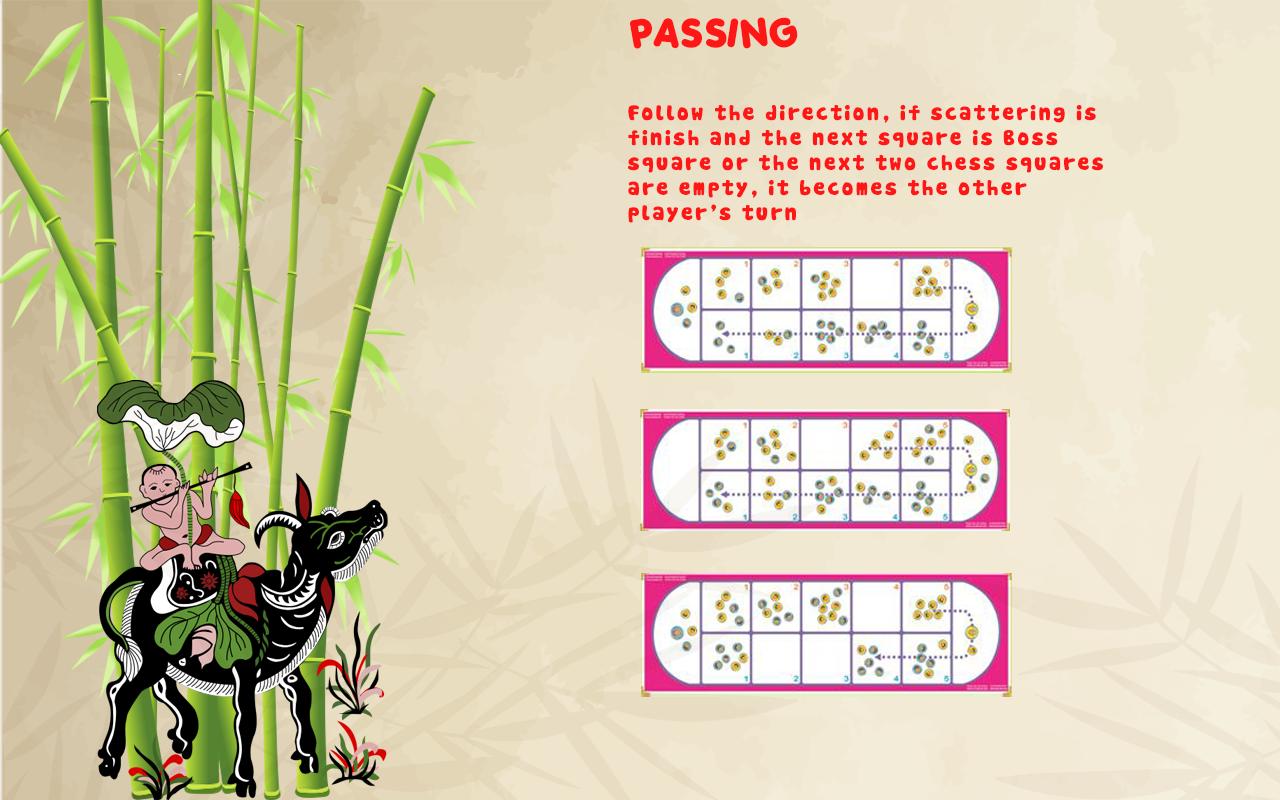 PASSING
Follow the direction, if scattering is
finish and the next square is Boss
square or the next two chess squares
are empty, it becomes the other
player's turn
1 2 3 4 5
1 2 3 4 5
1 2 3 4 5
1 2 3 4 5
1 2 3 4 5
1 2 3 4 5